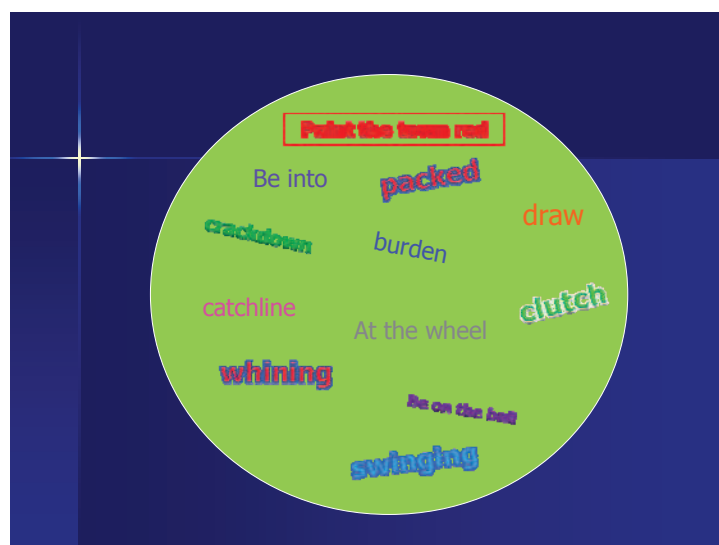 Paint the town red
Be into
packed
draw
crackdown
burden
catchline
clutch
At the wheel
whining
Be on the ball
swinging